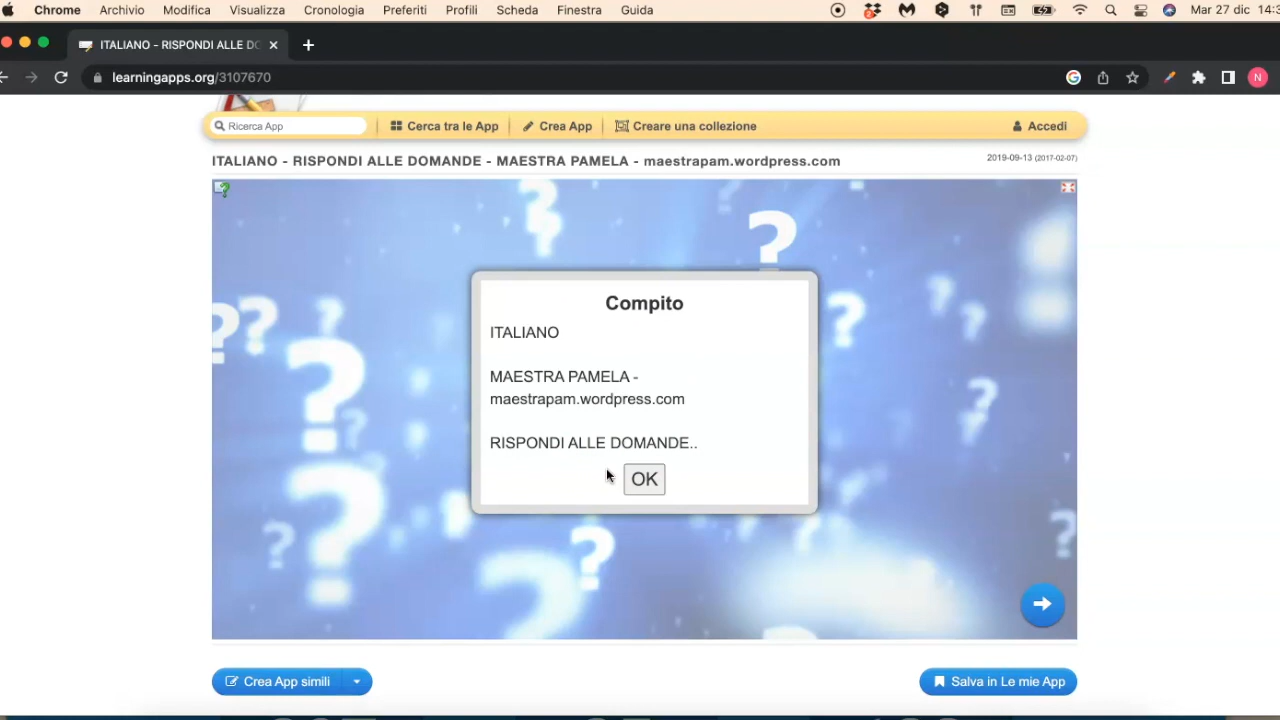 Chrome Archivio Modifica Visualizza Cronologia Preferiti Profili Scheda Finestra Guida Mar 27 dic
ITALIANO - RISPONDI ALLE DO
learningapps.org/3107670
N
Ricerca App Cerca tra le App Crea App Creare una collezione Accedi
ITALIANO - RISPONDI ALLE DOMANDE - MAESTRA PAMELA - maestrapam.wordpress.com 2019-09-13 (2017-02-07)
Compito
ITALIANO
MAESTRA PAMELA -
maestrapam.wordpress.com
RISPONDI ALLE DOMANDE..
OK
Crea App simili Salva in Le mie App